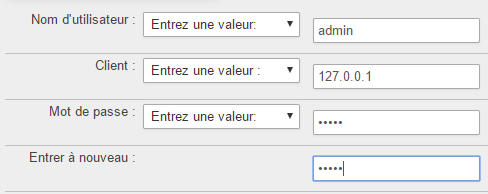 Nom d'utilisateur : Entrez une valeur: admin
Client : Entrez une valeur : 127.0.0.1
Mot de passe : Entrez une valeur: •••••
Entrer à nouveau : •••••